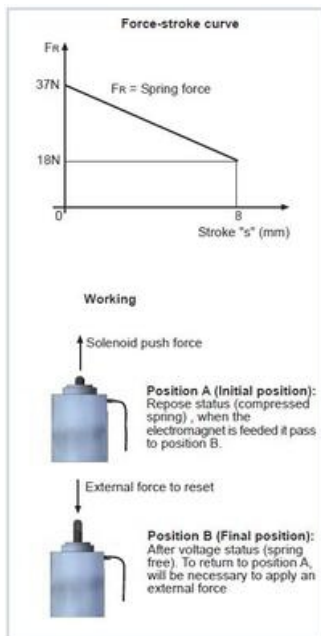 Force-stroke curve
FR
37N
FR = Spring force
18N
0
8
Stroke "s" (mm)
Working
Solenoid push force
Position A (Initial position):
Repose status (compressed
spring) , when the
electromagnet is feeded it pass
to position B.
External force to reset
Position B (Final position):
After voltage status (spring
free). To return to position A,
will be necessary to apply an
external force